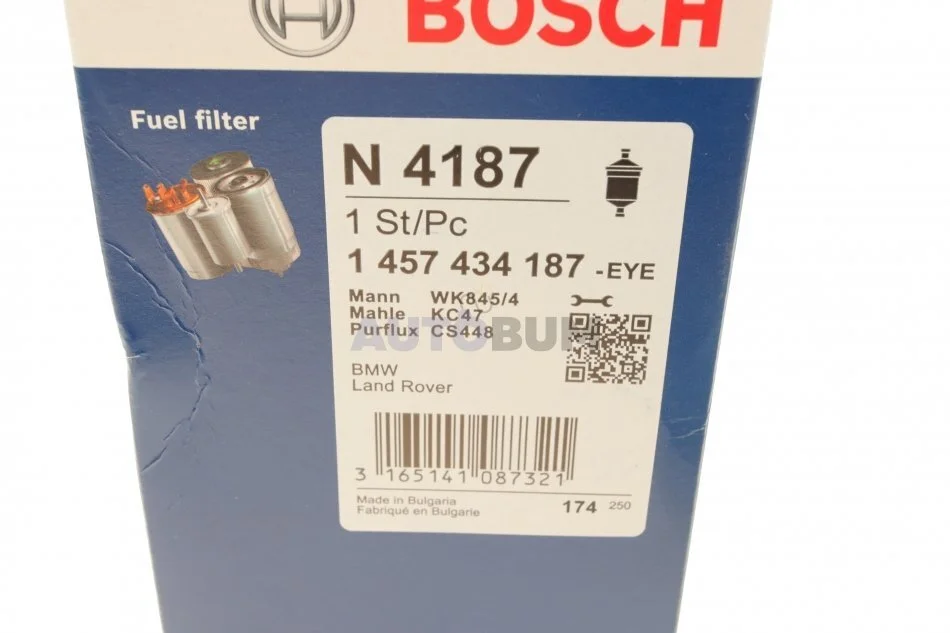 BOSCH
Fuel filter
N 4187
1 St/Pc
1 457 434 187 -EYE
Mann WK845/4
Mahle KC47
Purflux CS448
AUTOBUM
BMW
Land Rover
3 165141 087321
Made in Bulgaria
Fabriqué en Bulgarie
174 250